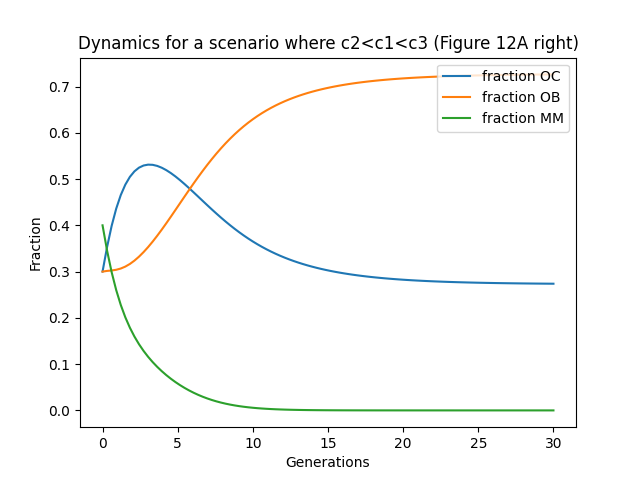 Dynamics for a scenario where c2<c1<c3 (Figure 12A right)
fraction OC
fraction OB
fraction MM
Fraction
0.7
0.6
0.5
0.4
0.3
0.2
0.1
0.0
0 5 10 15 20 25 30
Generations